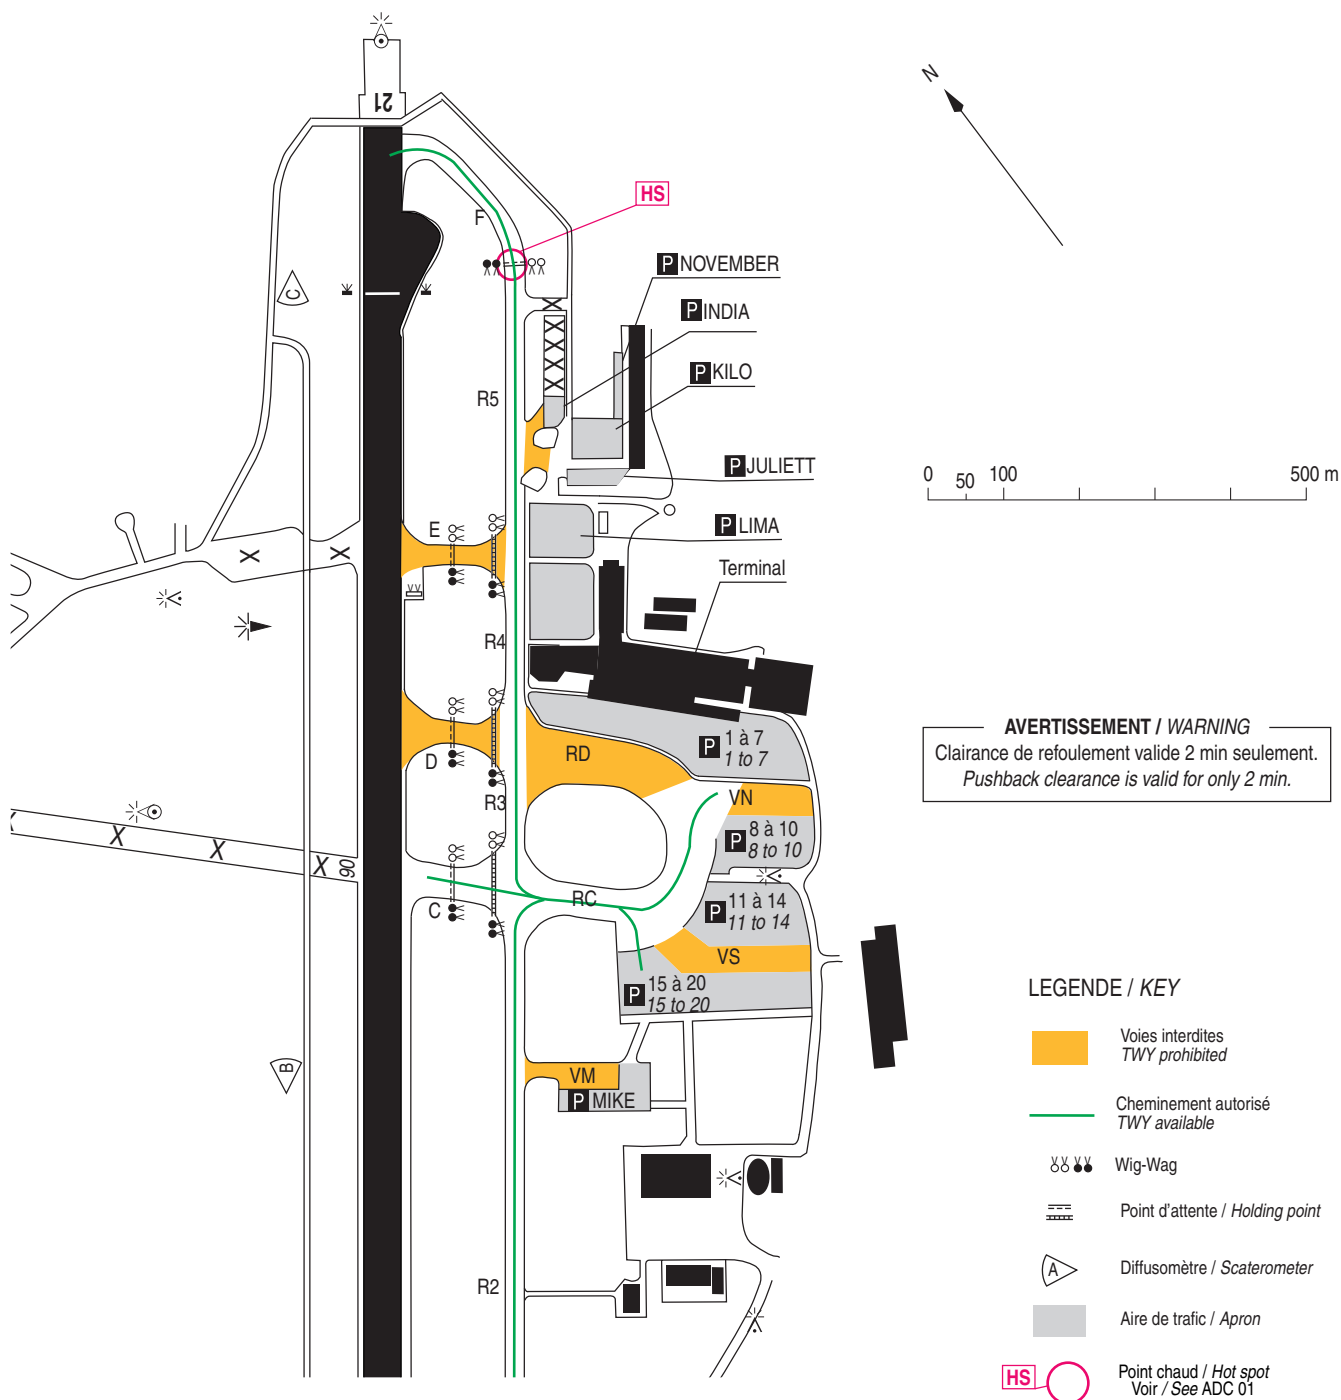 21
N
HS
F
P NOVEMBER
P INDIA
P KILO
C
R5
P JULIETT
0 50 100 500 m
E
P LIMA
X X
Terminal
R4
AVERTISSEMENT / WARNING
Clairance de refoulement valide 2 min seulement.
Pushback clearance is valid for only 2 min.
P 1 à 7
1 to 7
RD
D
R3
VN
P 8 à 10
8 to 10
X X X X
06
C
RC
P 11 à 14
11 to 14
VS
P 15 à 20
15 to 20
B
VM
P MIKE
R2
LEGENDE / KEY
Voies interdites
TWY prohibited
Cheminement autorisé
TWY available
Wig-Wag
Point d'attente / Holding point
A
Diffusomètre / Scaterometer
Aire de trafic / Apron
HS
Point chaud / Hot spot
Voir / See ADC 01